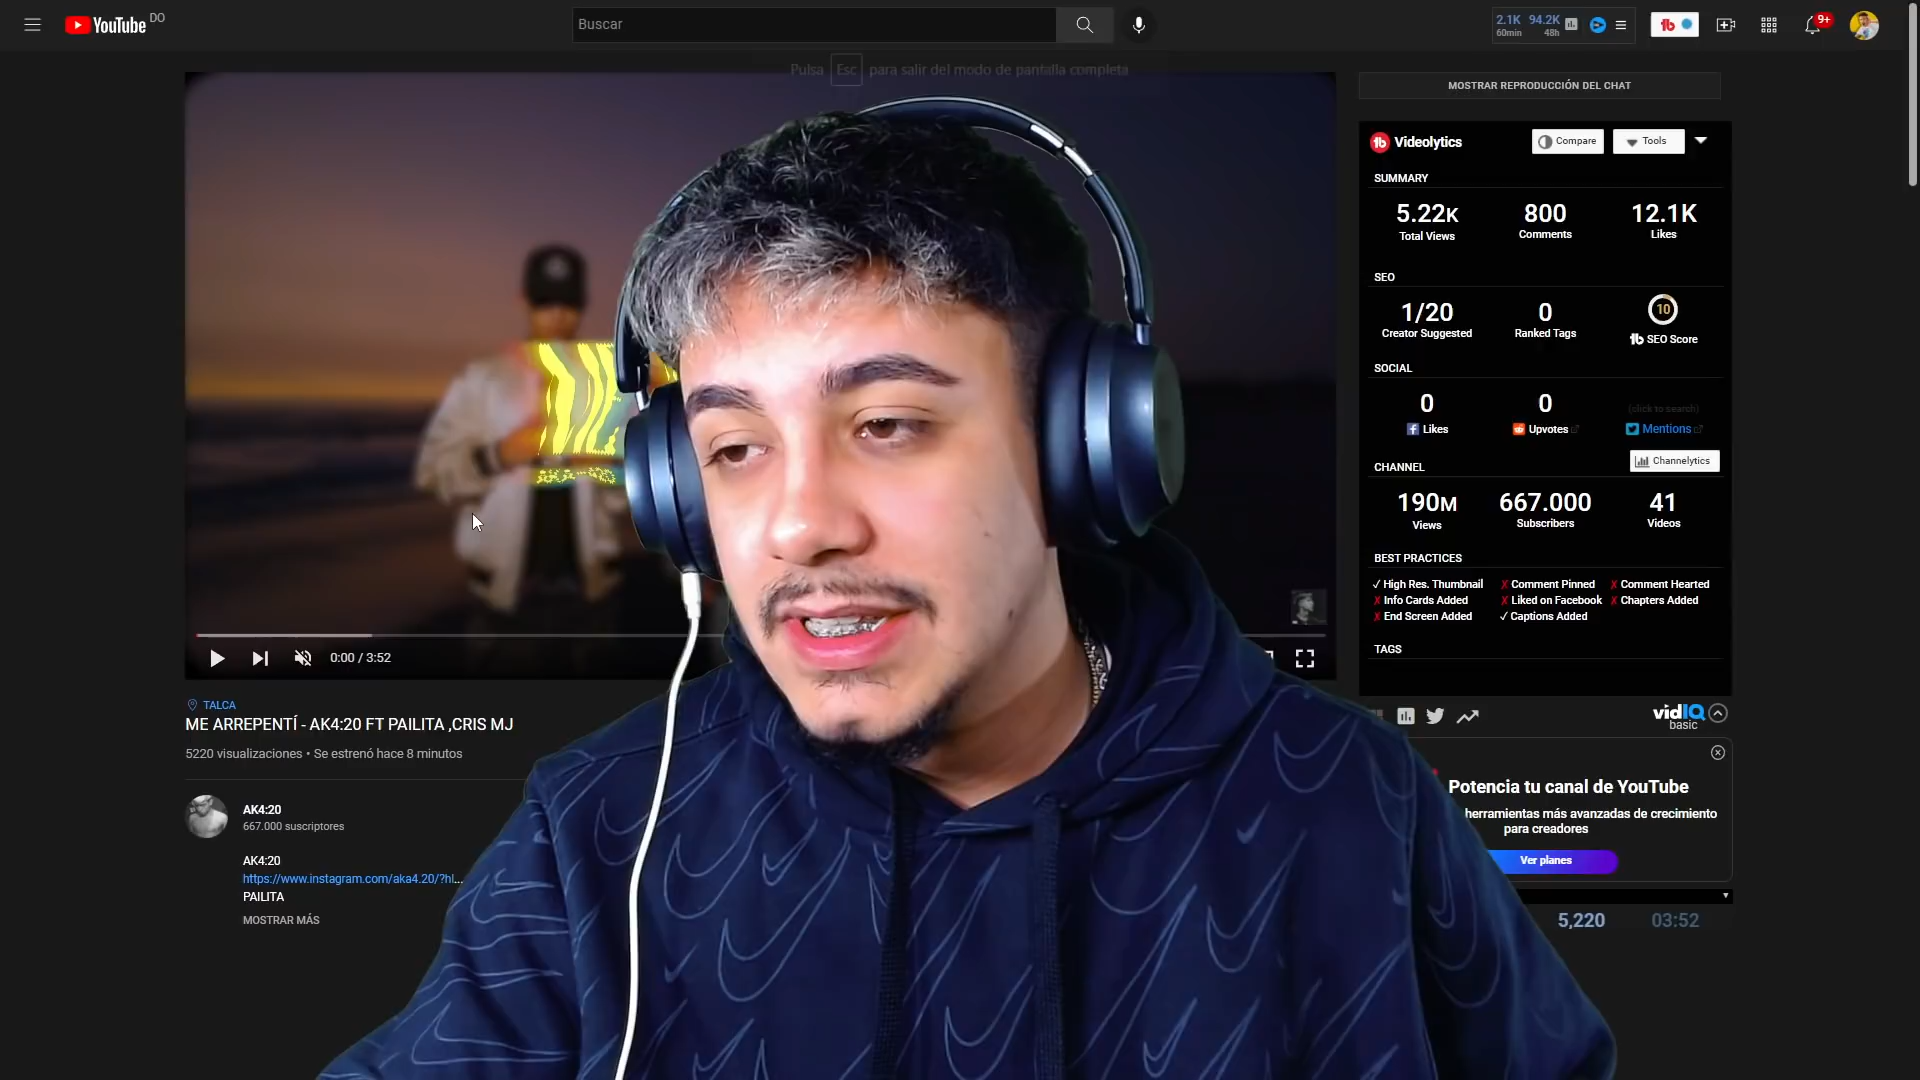 YouTube DO
Buscar
2.1K 60min
94.2K 48h
9+
Pulsa Esc para salir del modo de pantalla completa
MOSTRAR REPRODUCCIÓN DEL CHAT
Videolytics
Compare
Tools
SUMMARY
5.22K 800 12.1K
Total Views Comments Likes
SEO
1/20 0 10
Creator Suggested Ranked Tags SEO Score
SOCIAL
0 0 (click to search)
Likes Upvotes Mentions
CHANNEL
Channelytics
190M 667.000 41
Views Subscribers Videos
BEST PRACTICES
✓ High Res. Thumbnail ✗ Comment Pinned ✗ Comment Hearted
✗ Info Cards Added ✗ Liked on Facebook ✗ Chapters Added
✗ End Screen Added ✓ Captions Added
TAGS
0:00 / 3:52
TALCA
ME ARREPENTÍ - AK4:20 FT PAILITA ,CRIS MJ
5220 visualizaciones • Se estrenó hace 8 minutos
AK4:20
667.000 suscriptores
AK4:20
https://www.instagram.com/aka4.20/?hl...
PAILITA
MOSTRAR MÁS
vidIQ
basic
Potencia tu canal de YouTube
herramientas más avanzadas de crecimiento
para creadores
Ver planes
5,220 03:52